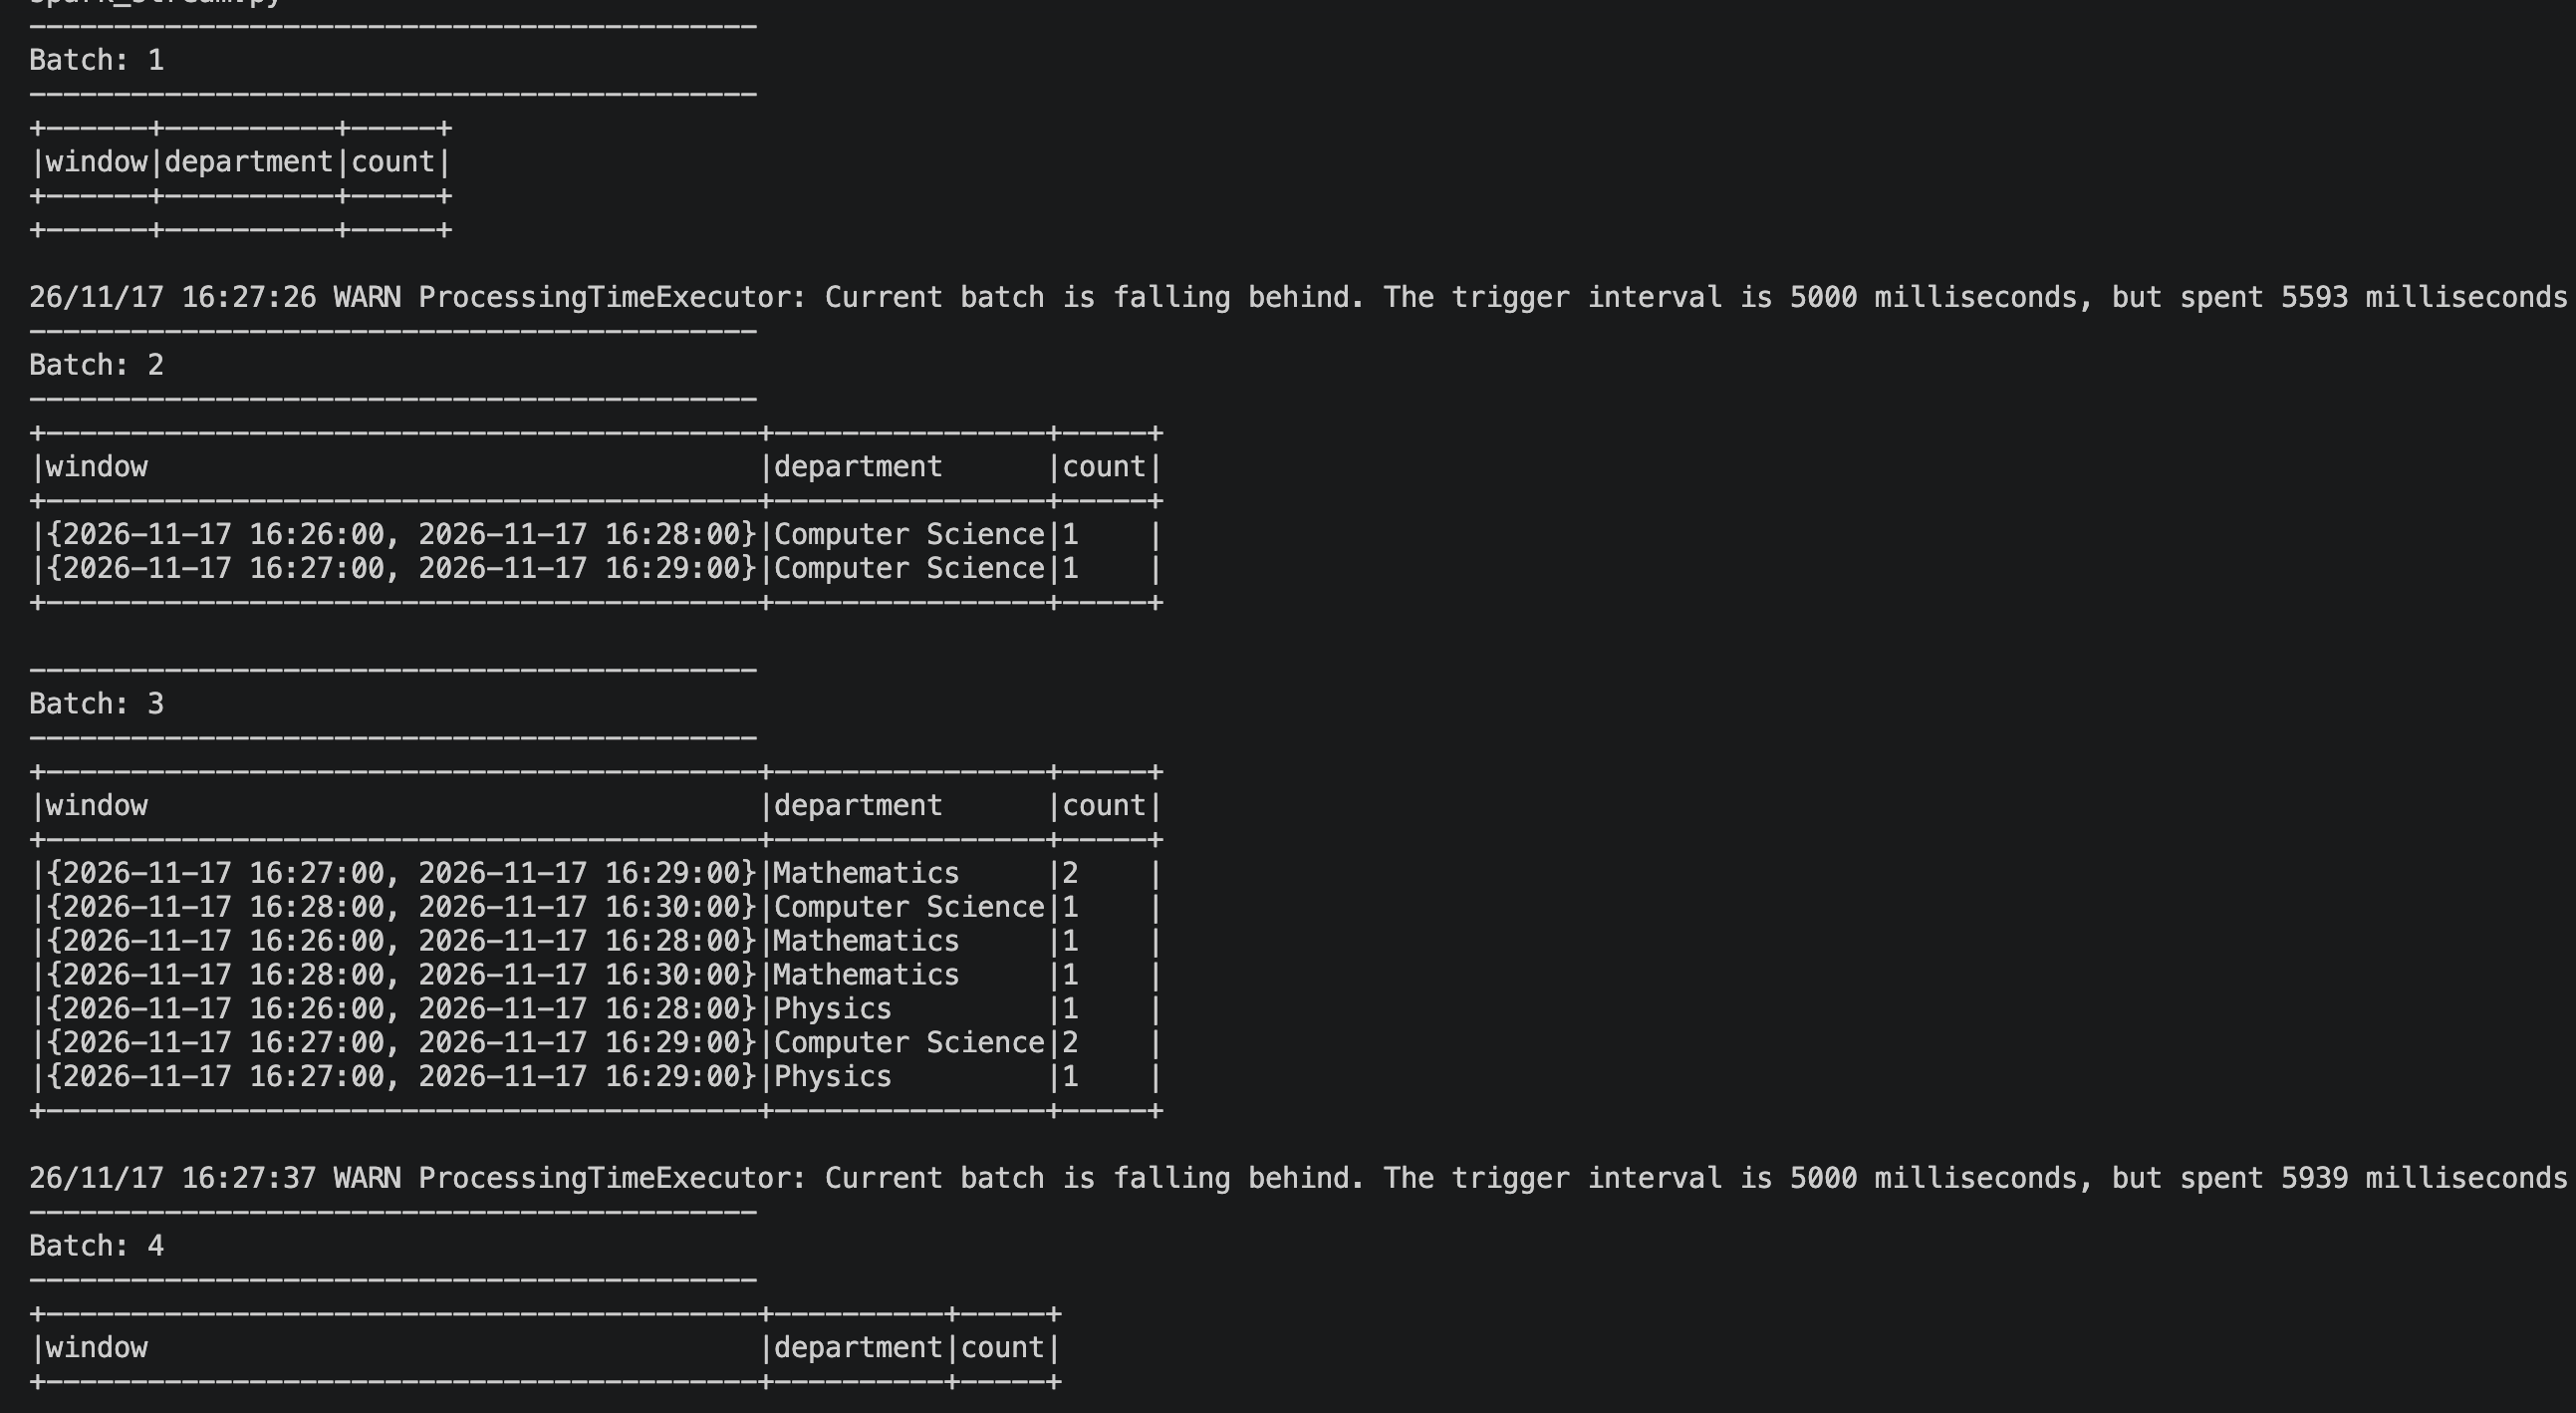 spark_stream.py
-------------------------------------------
Batch: 1
-------------------------------------------
+------+----------+-----+
|window|department|count|
+------+----------+-----+
+------+----------+-----+
26/11/17 16:27:26 WARN ProcessingTimeExecutor: Current batch is falling behind. The trigger interval is 5000 milliseconds, but spent 5593 milliseconds
-------------------------------------------
Batch: 2
-------------------------------------------
+------------------------------------------+----------------+-----+
|window                                    |department      |count|
+------------------------------------------+----------------+-----+
|{2026-11-17 16:26:00, 2026-11-17 16:28:00}|Computer Science|1    |
|{2026-11-17 16:27:00, 2026-11-17 16:29:00}|Computer Science|1    |
+------------------------------------------+----------------+-----+
-------------------------------------------
Batch: 3
-------------------------------------------
+------------------------------------------+----------------+-----+
|window                                    |department      |count|
+------------------------------------------+----------------+-----+
|{2026-11-17 16:27:00, 2026-11-17 16:29:00}|Mathematics     |2    |
|{2026-11-17 16:28:00, 2026-11-17 16:30:00}|Computer Science|1    |
|{2026-11-17 16:26:00, 2026-11-17 16:28:00}|Mathematics     |1    |
|{2026-11-17 16:28:00, 2026-11-17 16:30:00}|Mathematics     |1    |
|{2026-11-17 16:26:00, 2026-11-17 16:28:00}|Physics         |1    |
|{2026-11-17 16:27:00, 2026-11-17 16:29:00}|Computer Science|2    |
|{2026-11-17 16:27:00, 2026-11-17 16:29:00}|Physics         |1    |
+------------------------------------------+----------------+-----+
26/11/17 16:27:37 WARN ProcessingTimeExecutor: Current batch is falling behind. The trigger interval is 5000 milliseconds, but spent 5939 milliseconds
-------------------------------------------
Batch: 4
-------------------------------------------
+------------------------------------------+----------+-----+
|window                                    |department|count|
+------------------------------------------+----------+-----+